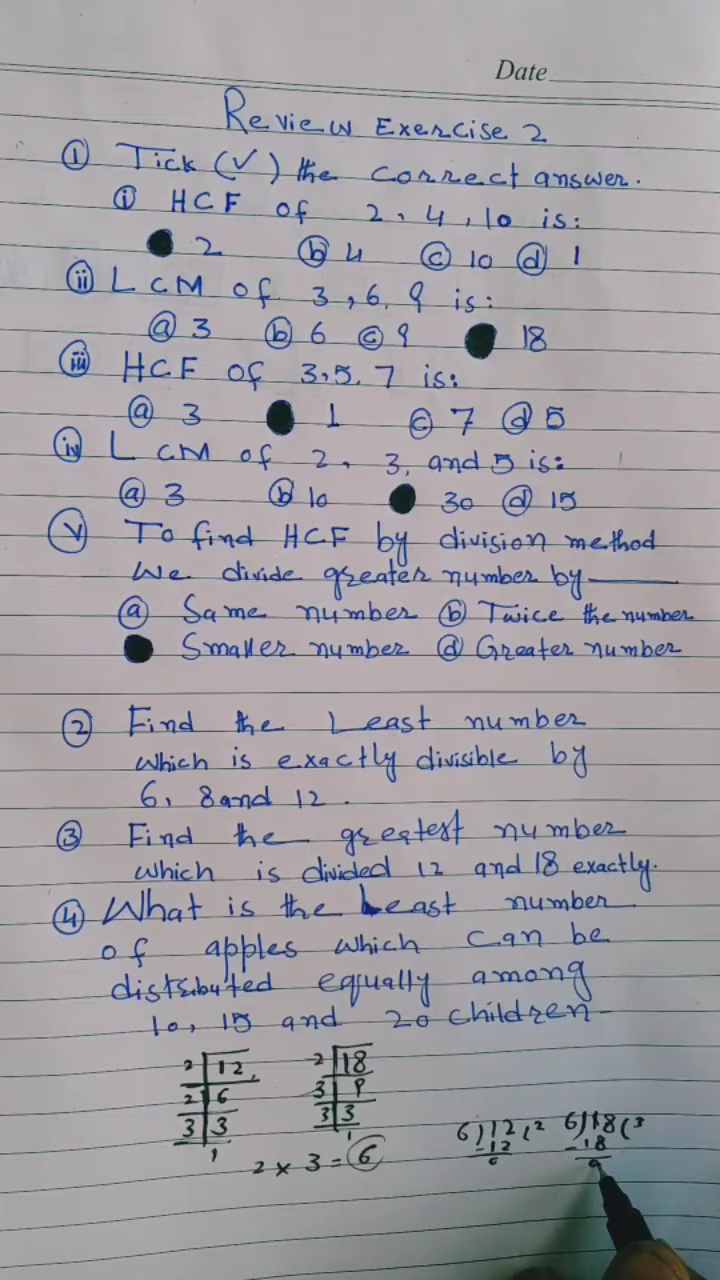 Date
Review Exercise 2
① Tick (✓) the correct answer.
ⓘ HCF of 2, 4, 10 is:
● 2 ⓑ 4 ⓒ 10 ⓓ 1
ⅱ LCM of 3, 6, 9 is:
ⓐ 3 ⓑ 6 ⓒ 9 ● 18
ⅲ HCF of 3, 5, 7 is:
ⓐ 3 ● 1 ⓒ 7 ⓓ 5
ⅳ LCM of 2, 3, and 5 is:
ⓐ 3 ⓑ 10 ● 30 ⓓ 15
ⓥ To find HCF by division method
We divide greater number by ____
ⓐ Same number ⓑ Twice the number
● Smaller number ⓓ Greater number
② Find the Least number
which is exactly divisible by
6, 8 and 12.
③ Find the greatest number
which is divided 12 and 18 exactly.
④ What is the Least number
of apples which can be
distributed equally among
10, 15 and 20 children
2 | 12 2 | 18
2 | 6 3 | 9
3 | 3 3 | 3
1 1
6)12(2 6)18(3
-12 -18
0 0
2 × 3 = 6